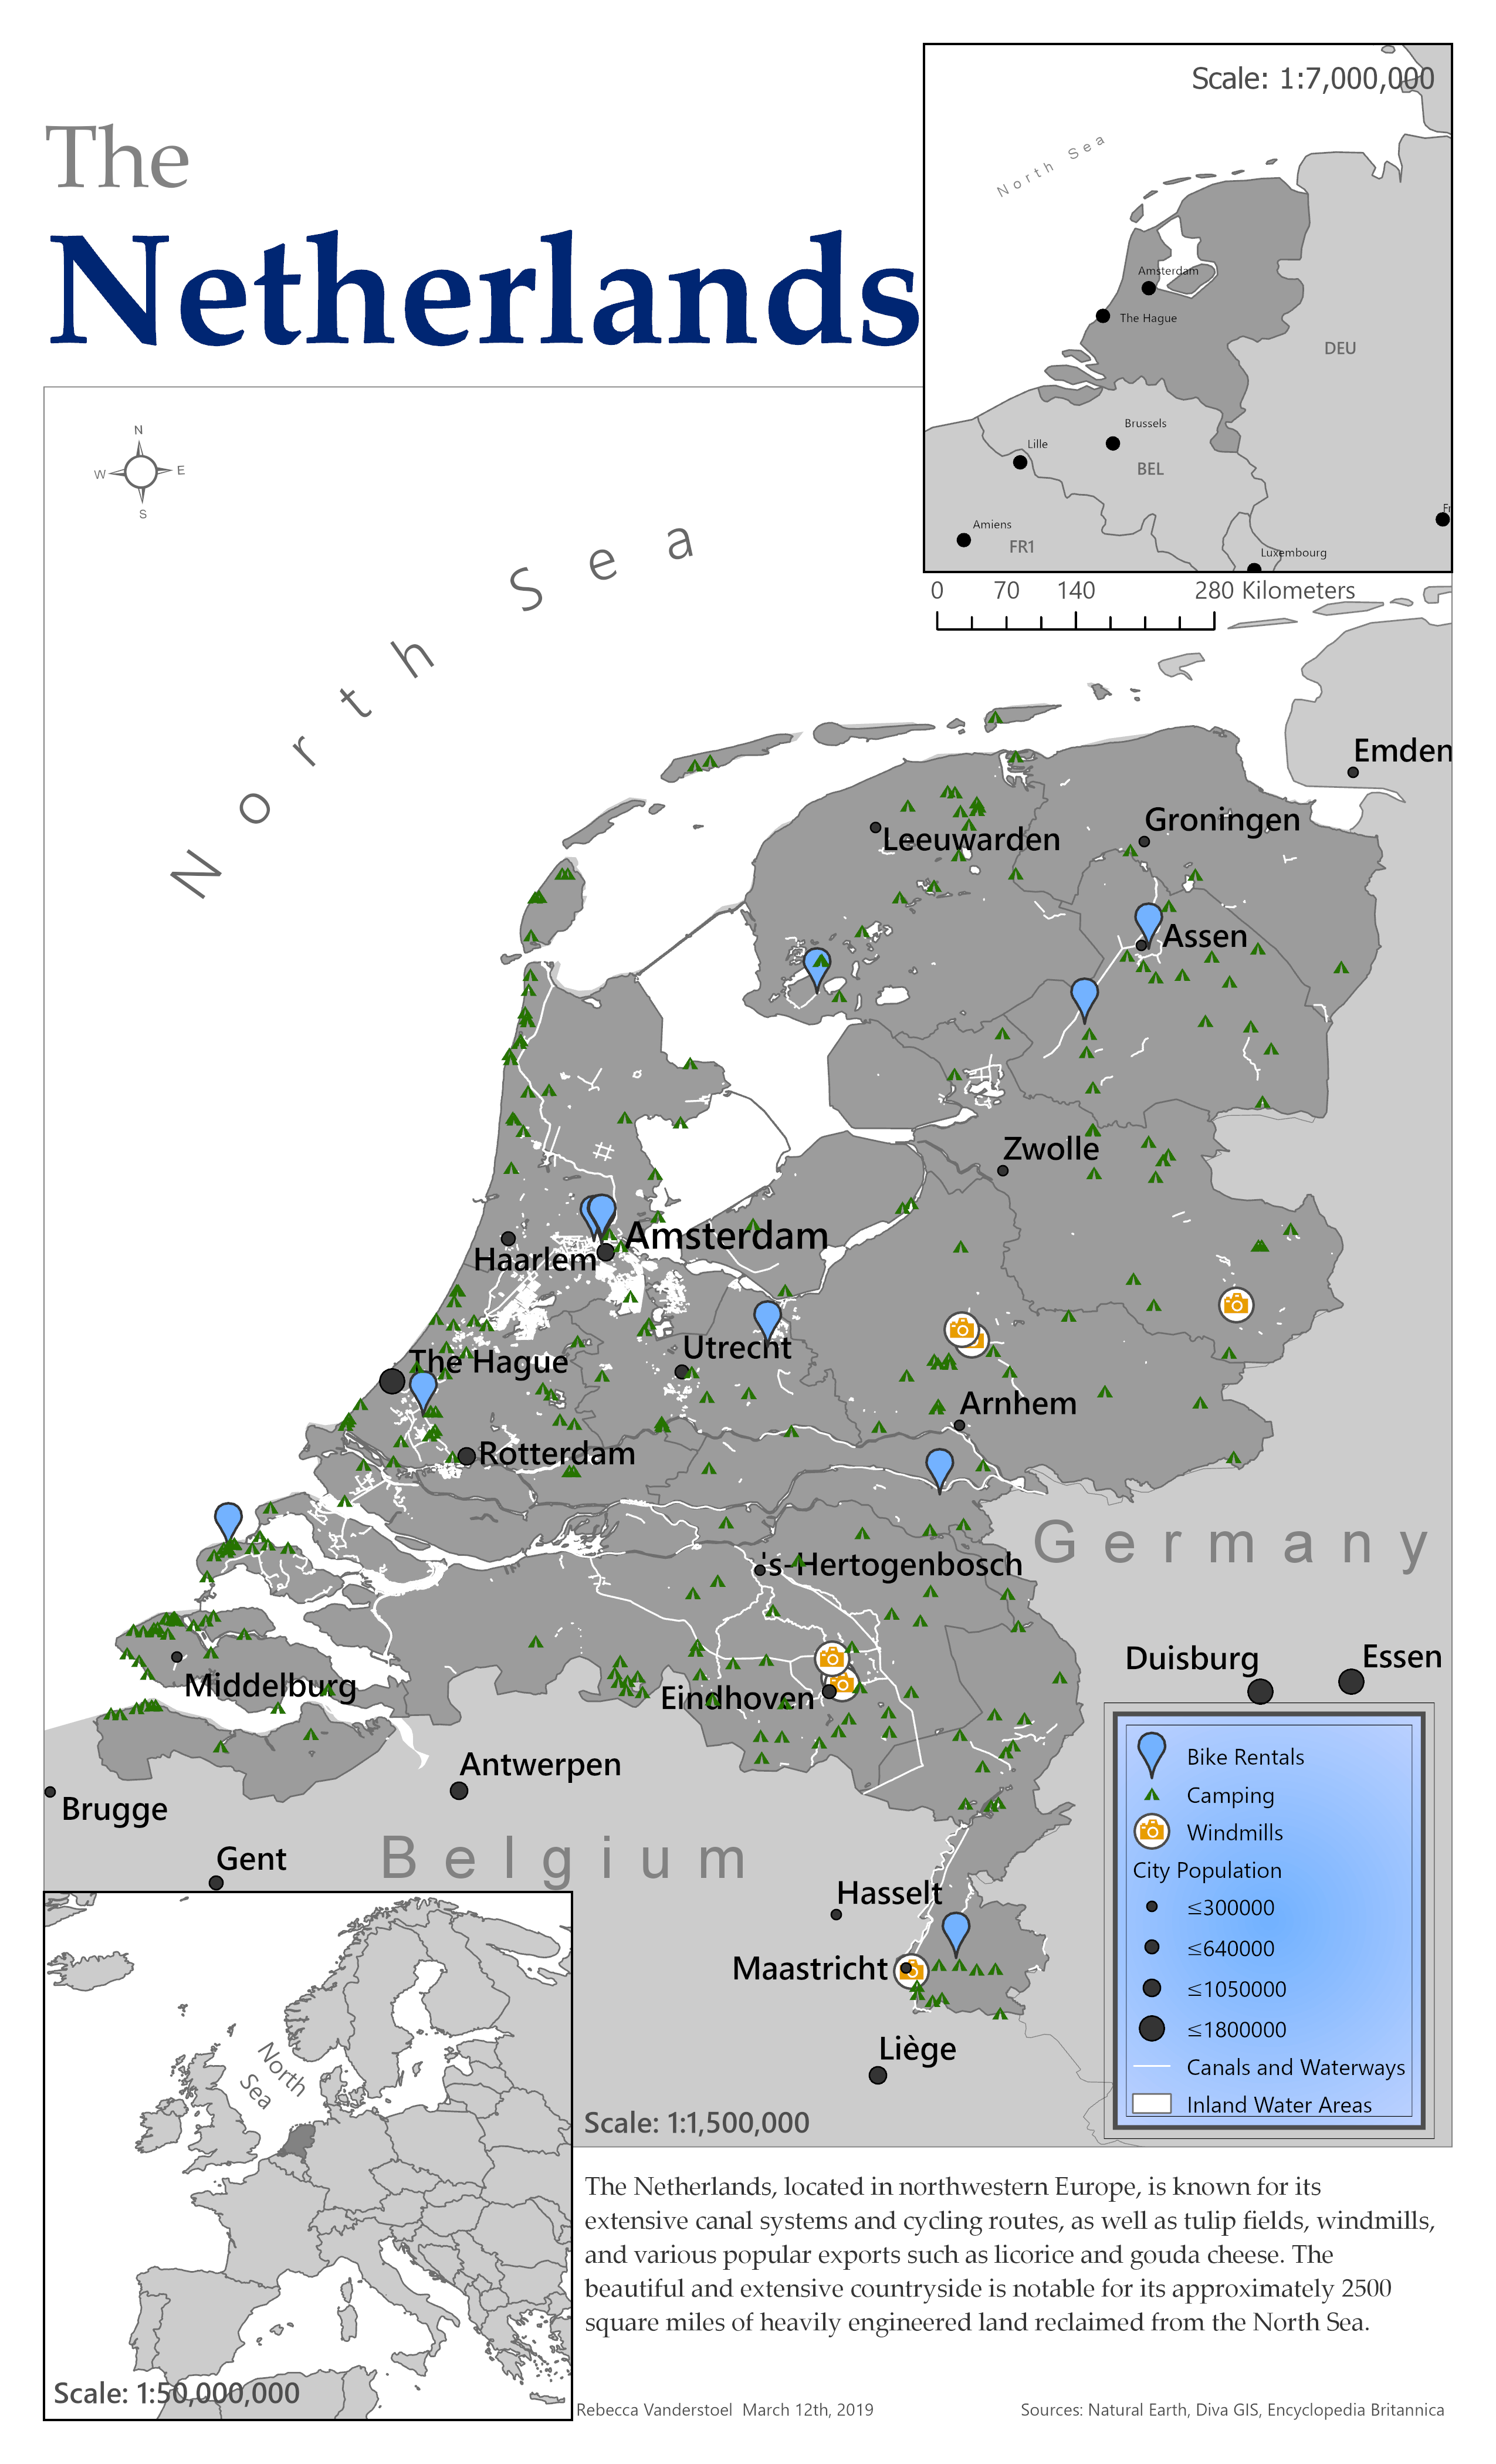 The
Netherlands
Scale: 1:7,000,000
North Sea
Amsterdam
The Hague
DEU
Brussels
Lille
BEL
Amiens
FR1
Luxembourg
0 70 140 280 Kilometers
N
W E
S
North Sea
Emden
Groningen
Leeuwarden
Assen
Zwolle
Amsterdam
Haarlem
Utrecht
The Hague
Arnhem
Rotterdam
Germany
's-Hertogenbosch
Duisburg
Essen
Middelburg
Eindhoven
Antwerpen
Brugge
Belgium
Gent
Hasselt
Maastricht
Liège
Bike Rentals
Camping
Windmills
City Population
≤300000
≤640000
≤1050000
≤1800000
Canals and Waterways
Inland Water Areas
North
Sea
Scale: 1:50,000,000
Scale: 1:1,500,000
The Netherlands, located in northwestern Europe, is known for its
extensive canal systems and cycling routes, as well as tulip fields, windmills,
and various popular exports such as licorice and gouda cheese. The
beautiful and extensive countryside is notable for its approximately 2500
square miles of heavily engineered land reclaimed from the North Sea.
Rebecca Vanderstoel March 12th, 2019
Sources: Natural Earth, Diva GIS, Encyclopedia Britannica